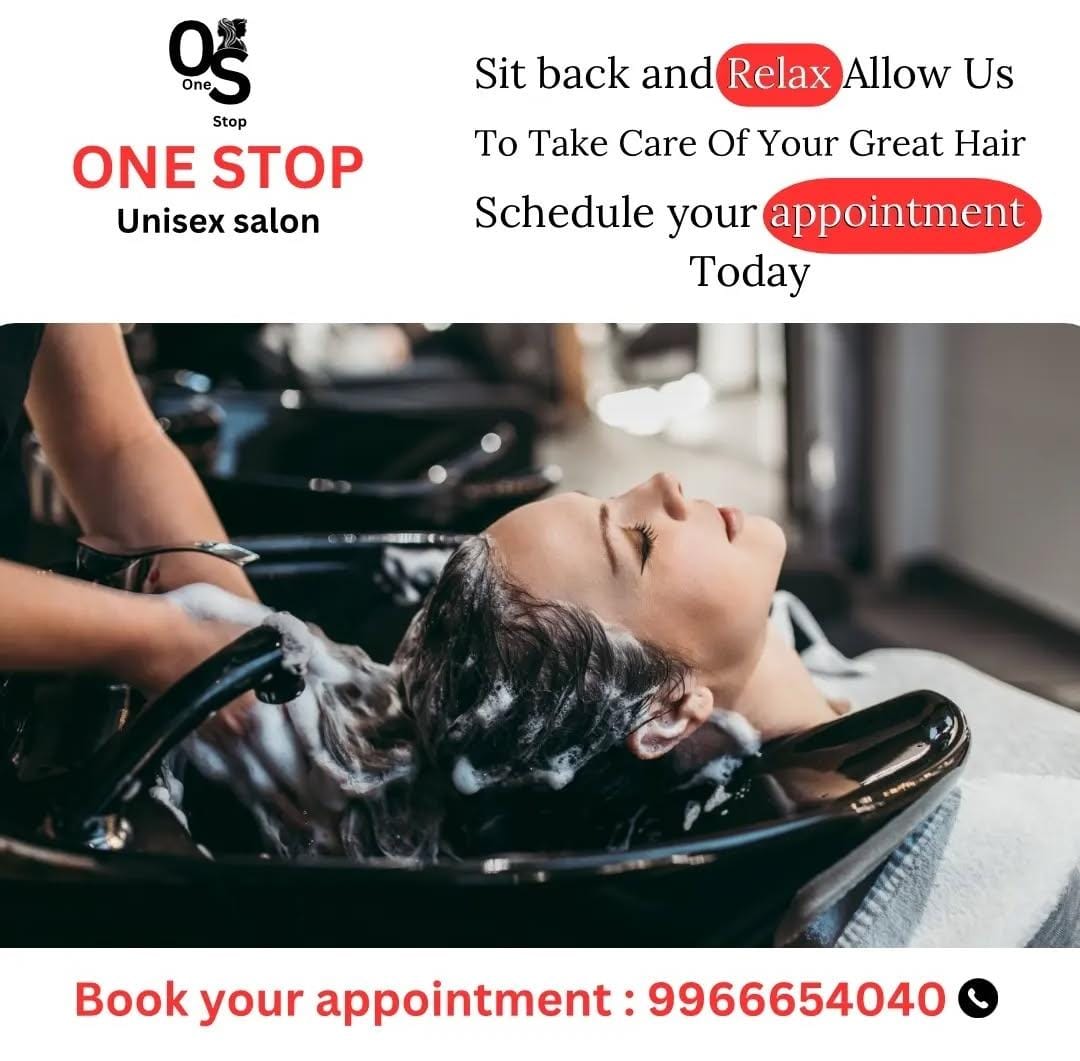 OS
One
Stop
ONE STOP
Unisex salon
Sit back and Relax Allow Us
To Take Care Of Your Great Hair
Schedule your appointment
Today
Book your appointment : 9966654040